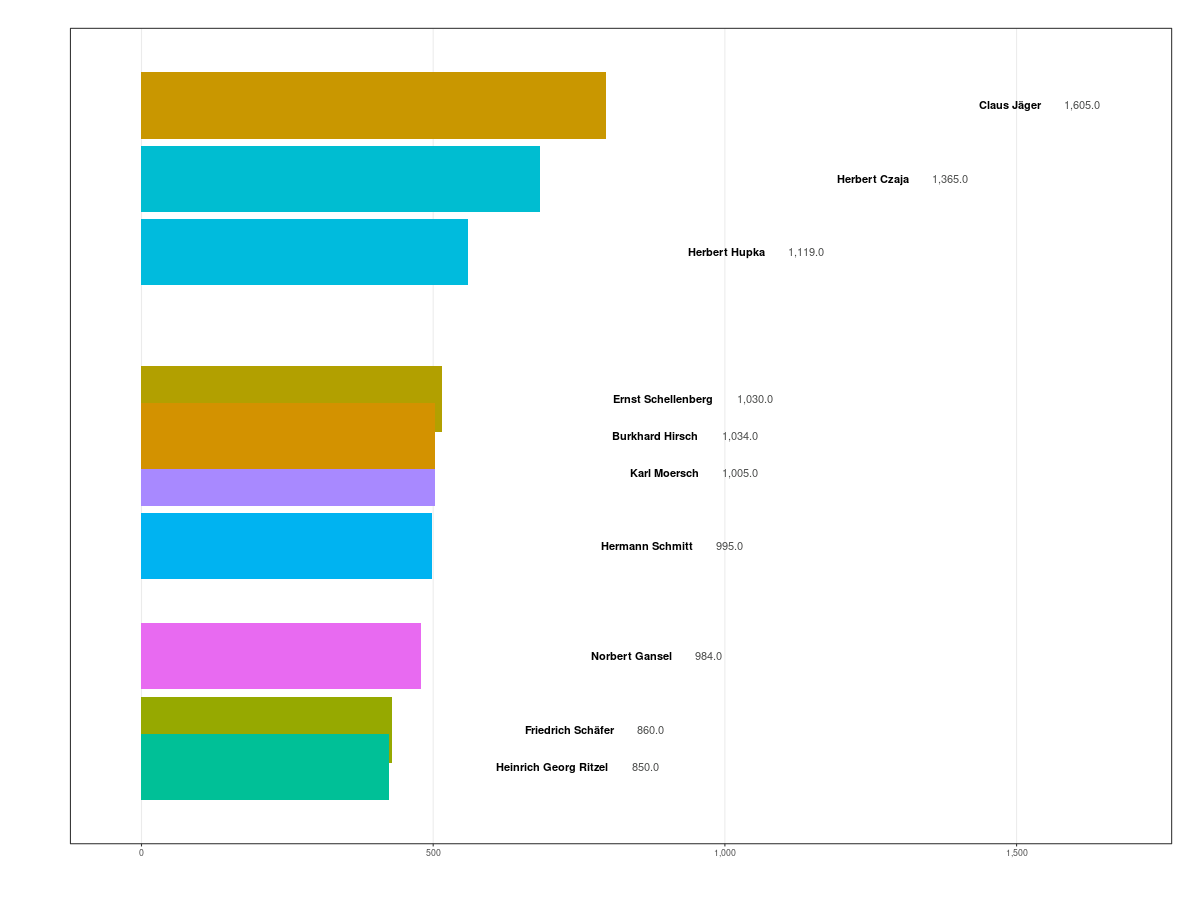 Claus Jäger 1,605.0
Herbert Czaja 1,365.0
Herbert Hupka 1,119.0
Ernst Schellenberg 1,030.0
Burkhard Hirsch 1,034.0
Karl Moersch 1,005.0
Hermann Schmitt 995.0
Norbert Gansel 984.0
Friedrich Schäfer 860.0
Heinrich Georg Ritzel 850.0
0 500 1,000 1,500